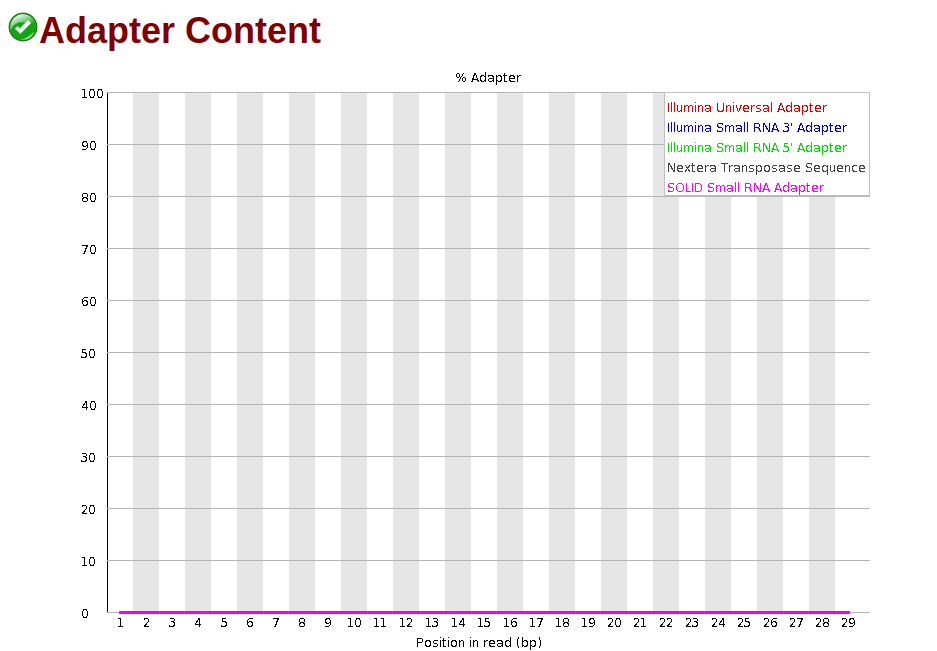 Adapter Content
% Adapter
100
90
80
70
60
50
40
30
20
10
0
Illumina Universal Adapter
Illumina Small RNA 3' Adapter
Illumina Small RNA 5' Adapter
Nextera Transposase Sequence
SOLID Small RNA Adapter
1 2 3 4 5 6 7 8 9 10 11 12 13 14 15 16 17 18 19 20 21 22 23 24 25 26 27 28 29
Position in read (bp)